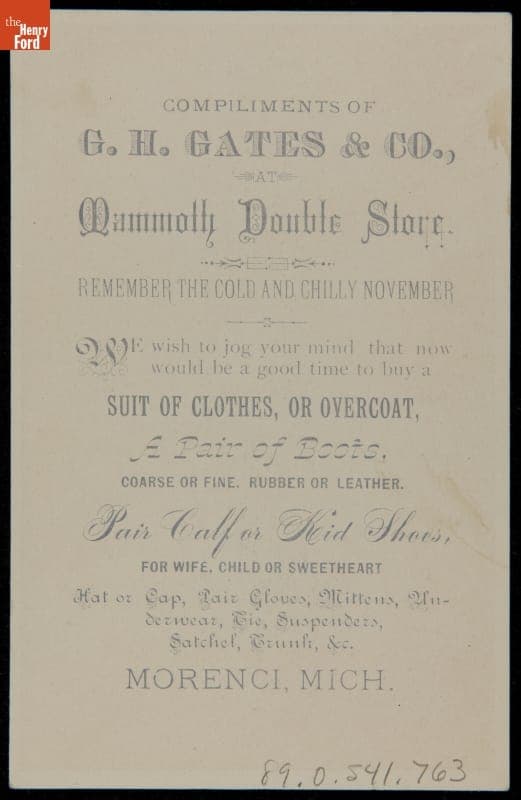 the
Henry
Ford
COMPILIMENTS OF
G. H. GATES & CO.,
AT
Mammoth Double Store.
REMEMBER THE COLD AND CHILLY NOVEMBER
WE wish to jog your mind that now
would be a good time to buy a
SUIT OF CLOTHES, OR OVERCOAT,
A Pair of Boots,
COARSE OR FINE. RUBBER OR LEATHER.
Pair Calf or Kid Shoes,
FOR WIFE, CHILD OR SWEETHEART
Hat or Cap, Pair Gloves, Mittens, Un-
derwear, Tie, Suspenders,
Satchel, Trunk, &c.
MORENCI, MICH.
89.0.541.763